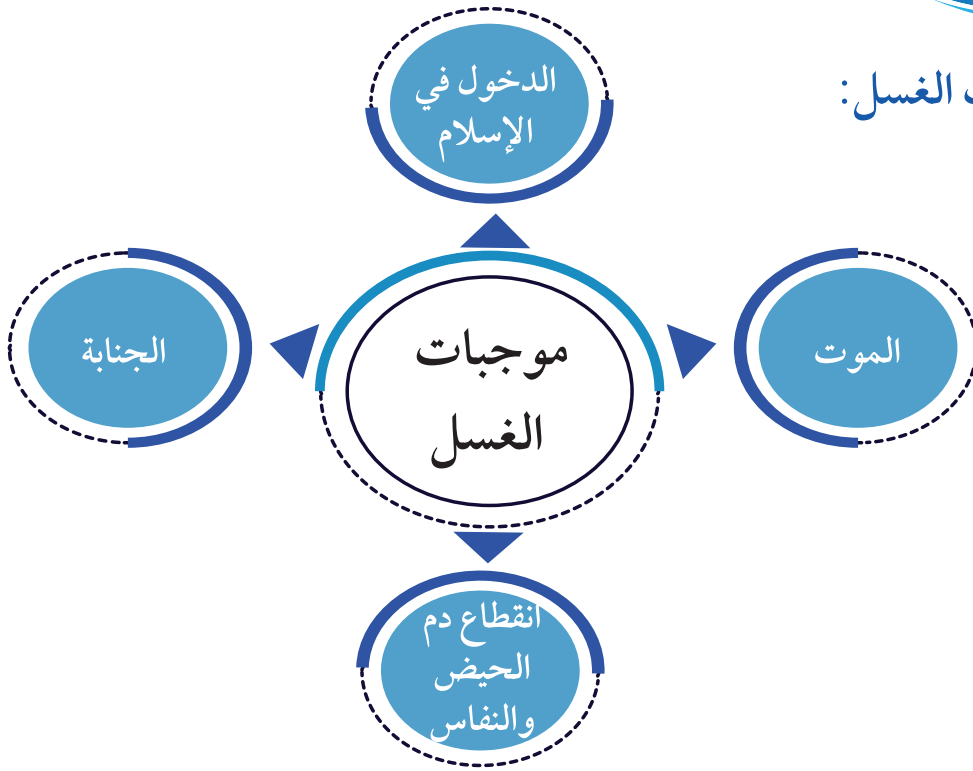 الغسل:
الدخول في
الإسلام
الموت
موجبات
الغسل
الجنابة
انقطاع دم
الحيض
والنفاس